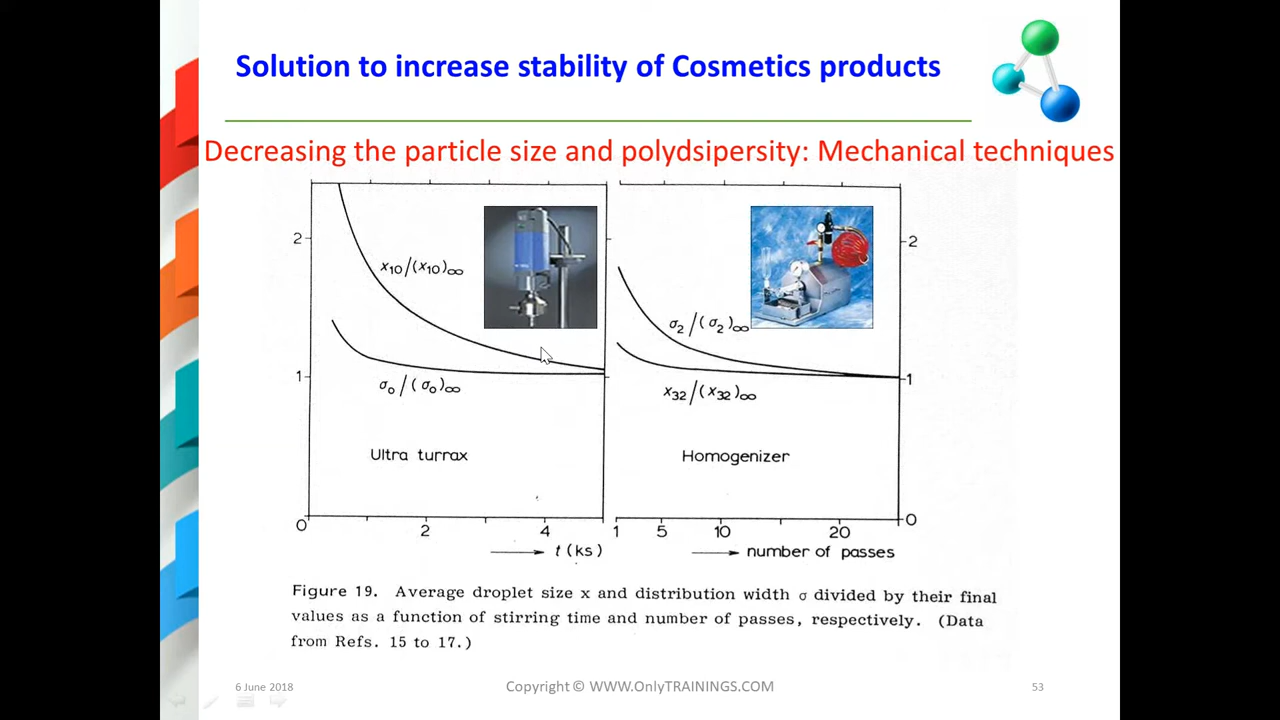 Solution to increase stability of Cosmetics products
Decreasing the particle size and polydsipersity: Mechanical techniques
2
x10/(x10)∞
σ0/(σ0)∞
1
Ultra turrax
0
2
4
t (ks)
2
σ2/(σ2)∞
1
x32/(x32)∞
Homogenizer
0
1 5 10 20
number of passes
Figure 19. Average droplet size x and distribution width σ divided by their final
values as a function of stirring time and number of passes, respectively. (Data
from Refs. 15 to 17.)
6 June 2018
Copyright © WWW.OnlyTRAININGS.COM
53